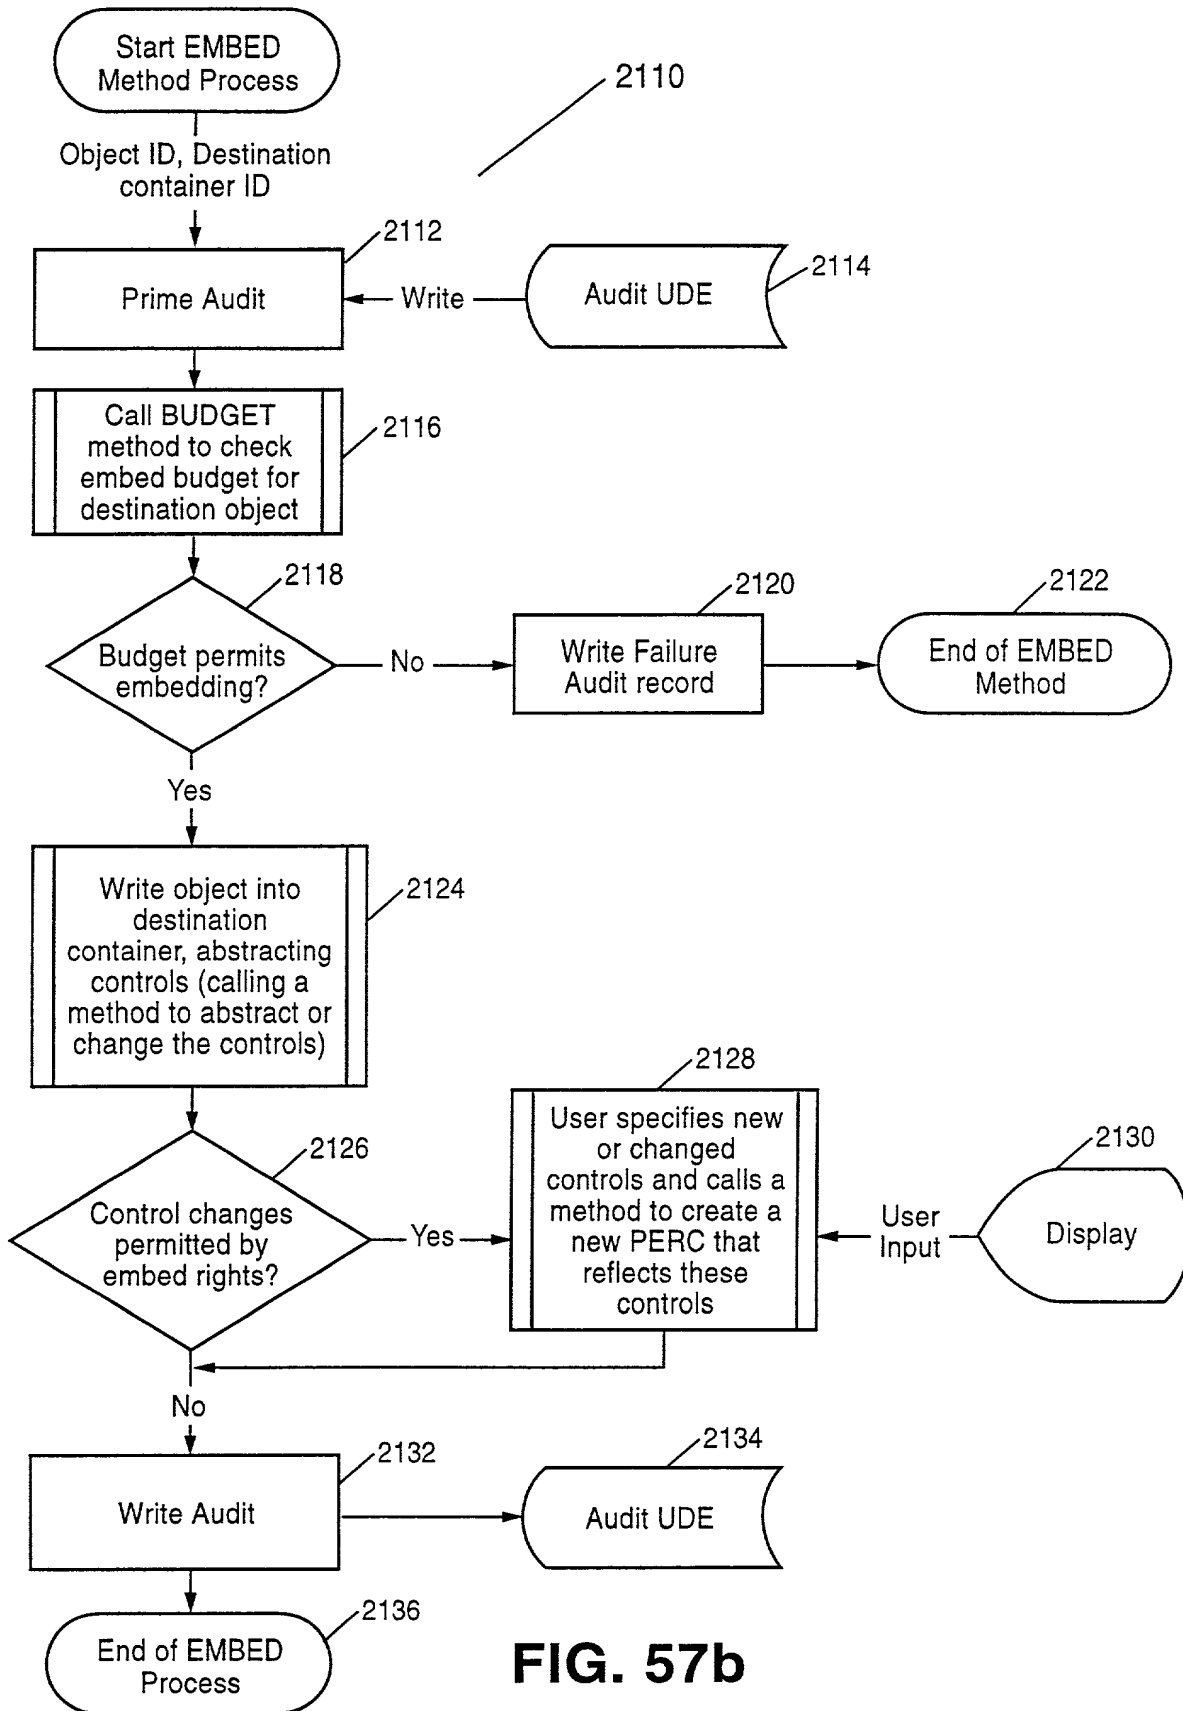 Start EMBED
Method Process
2110
Object ID, Destination
container ID
2112
Prime Audit
Write
Audit UDE
2114
Call BUDGET
method to check
embed budget for
destination object
2116
2118
Budget permits
embedding?
No
2120
Write Failure
Audit record
2122
End of EMBED
Method
Yes
Write object into
destination
container, abstracting
controls (calling a
method to abstract or
change the controls)
2124
2126
Control changes
permitted by
embed rights?
Yes
2128
User specifies new
or changed
controls and calls a
method to create a
new PERC that
reflects these
controls
User
Input
2130
Display
No
2132
Write Audit
2134
Audit UDE
2136
End of EMBED
Process
FIG. 57b